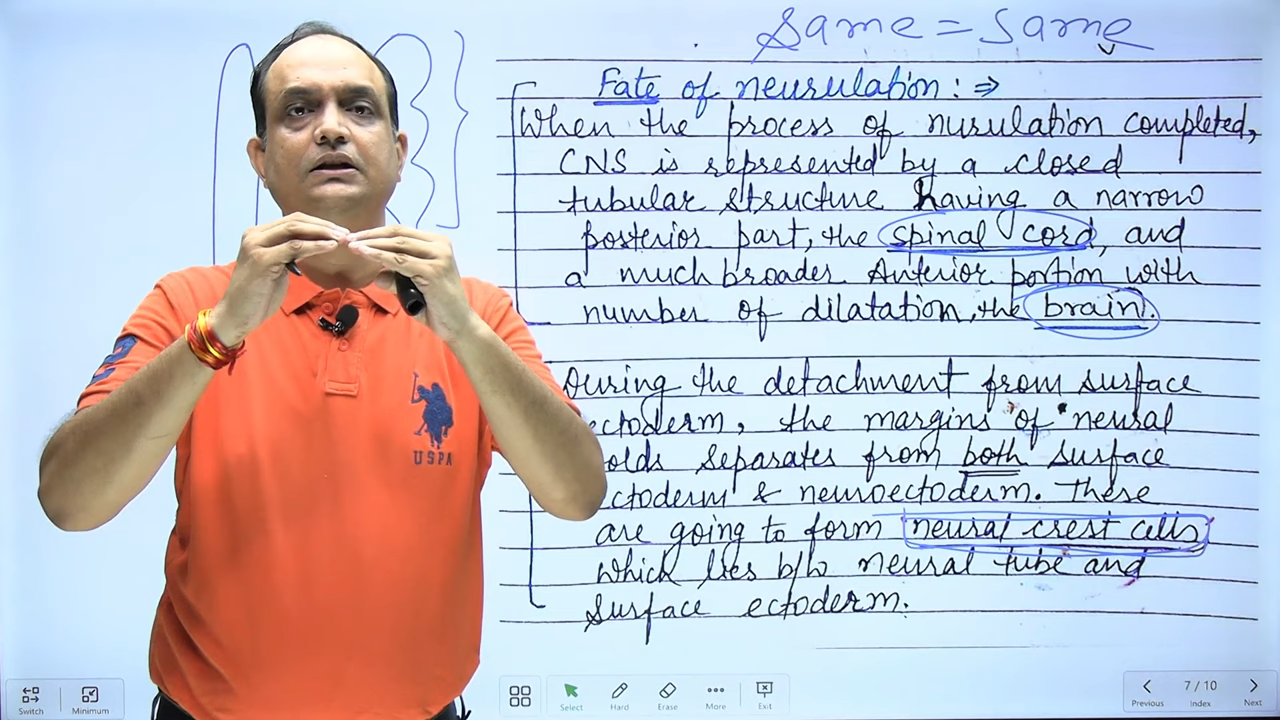 Same = Same
Fate of neurulation : ⇒
When the process of nurulation completed,
CNS is represented by a closed
tubular structure having a narrow
posterior part, the spinal cord, and
a much broader Anterior portion with
number of dilatation, the brain.
During the detachment from surface
ectoderm, the margins of neural
olds separates from both surface
ctoderm & neuroectoderm. These
are going to form neural crest cells
which lies b/w neural tube and
surface ectoderm.
2
USPA
Switch
Minimum
Select
Hard
Erase
More
Exit
Previous
7 / 10
Index
Next